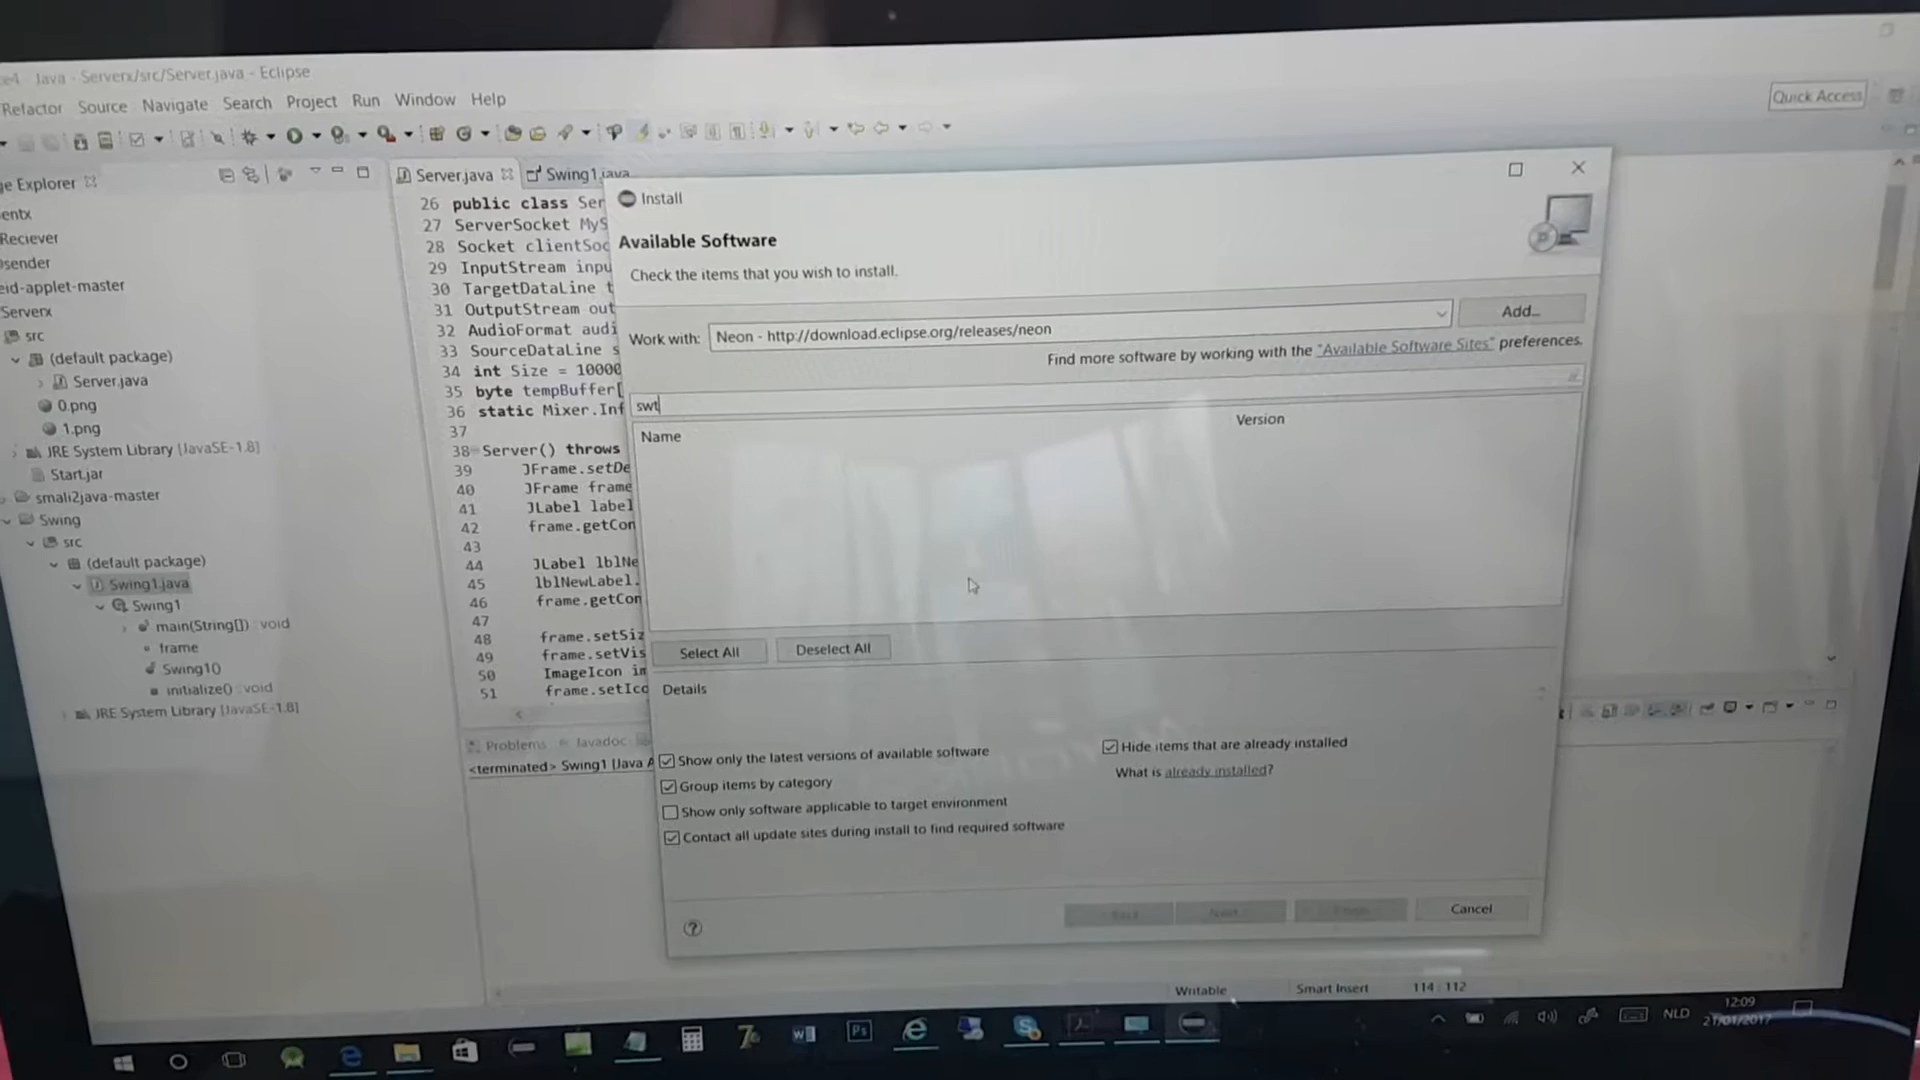 Java - Serverx/src/Server.java - Eclipse
Refactor Source Navigate Search Project Run Window Help
Quick Access
ge Explorer
entx
Reciever
Osender
eid-applet-master
Serverx
src
(default package)
Server.java
0.png
1.png
JRE System Library [JavaSE-1.8]
Start.jar
smali2java-master
Swing
src
(default package)
Swing1.java
Swing1
main(String[]) : void
frame
Swing1()
initialize() : void
JRE System Library [JavaSE-1.8]
Server.java Swing1.java
26 public class Ser
27 ServerSocket MyS
28 Socket clientSoc
29 InputStream inpu
30 TargetDataLine t
31 OutputStream out
32 AudioFormat audi
33 SourceDataLine s
34 int Size = 10000
35 byte tempBuffer[
36 static Mixer.Inf
37
38 Server() throws
39 JFrame.setDe
40 JFrame frame
41 JLabel label
42 frame.getCon
43
44 JLabel lblNe
45 lblNewLabel.
46 frame.getCon
47
48 frame.setSiz
49 frame.setVis
50 ImageIcon im
51 frame.setIco
Problems Javadoc
<terminated> Swing1 [Java A
Install
Available Software
Check the items that you wish to install.
Work with: Neon - http://download.eclipse.org/releases/neon Add...
Find more software by working with the "Available Software Sites" preferences.
swt
Name Version
Select All Deselect All
Details
Show only the latest versions of available software
Hide items that are already installed
Group items by category
What is already installed?
Show only software applicable to target environment
Contact all update sites during install to find required software
Cancel
Writable Smart Insert 114 : 112
NLD 12:09
21/01/2017